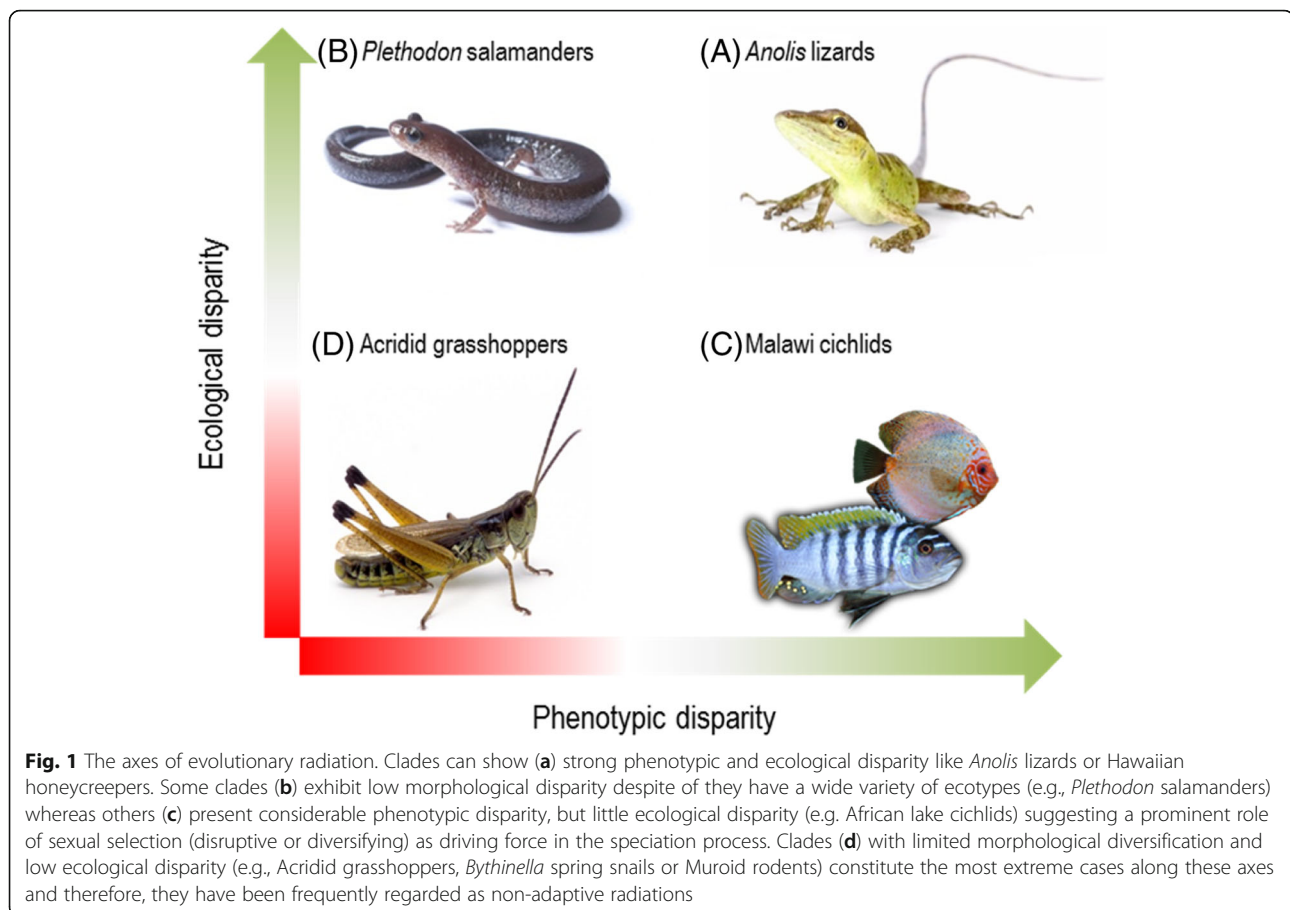 (B) Plethodon salamanders
(A) Anolis lizards
Ecological disparity
(D) Acridid grasshoppers
(C) Malawi cichlids
Phenotypic disparity
Fig. 1 The axes of evolutionary radiation. Clades can show (a) strong phenotypic and ecological disparity like Anolis lizards or Hawaiian
honeycreepers. Some clades (b) exhibit low morphological disparity despite of they have a wide variety of ecotypes (e.g., Plethodon salamanders)
whereas others (c) present considerable phenotypic disparity, but little ecological disparity (e.g. African lake cichlids) suggesting a prominent role
of sexual selection (disruptive or diversifying) as driving force in the speciation process. Clades (d) with limited morphological diversification and
low ecological disparity (e.g., Acridid grasshoppers, Bythinella spring snails or Muroid rodents) constitute the most extreme cases along these axes
and therefore, they have been frequently regarded as non-adaptive radiations